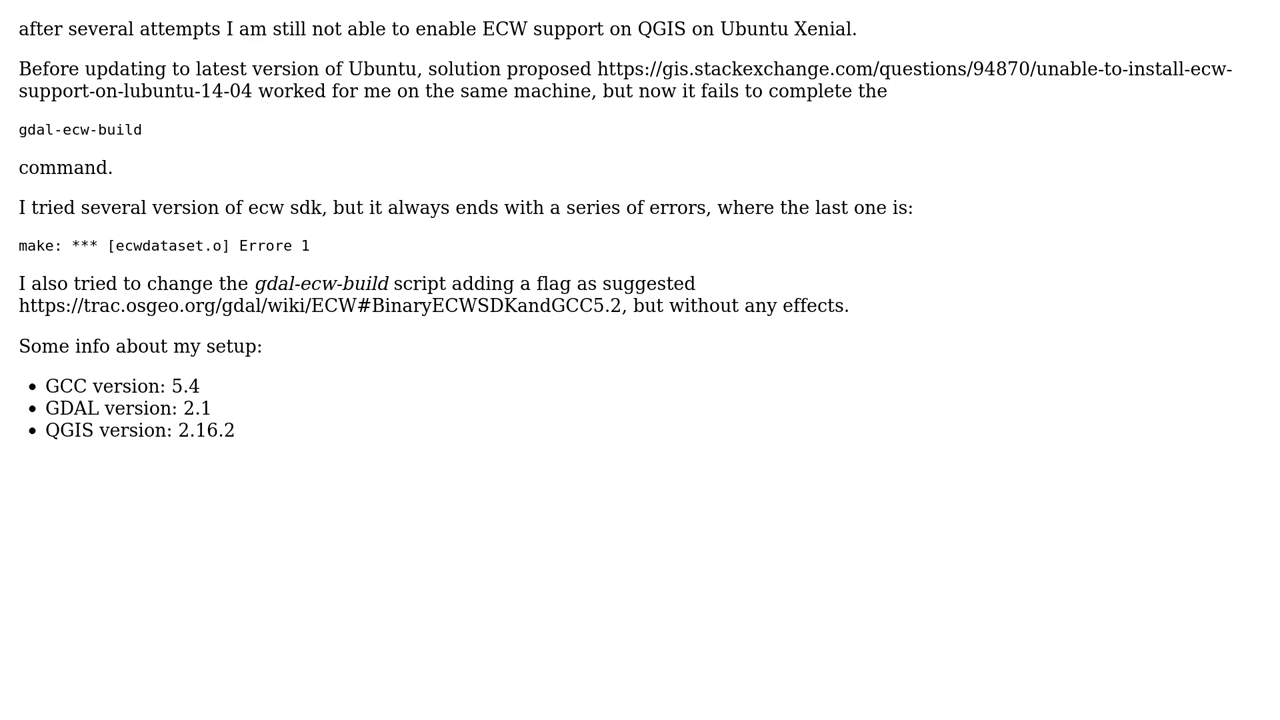 after several attempts I am still not able to enable ECW support on QGIS on Ubuntu Xenial.
Before updating to latest version of Ubuntu, solution proposed https://gis.stackexchange.com/questions/94870/unable-to-install-ecw-
support-on-lubuntu-14-04 worked for me on the same machine, but now it fails to complete the
gdal-ecw-build
command.
I tried several version of ecw sdk, but it always ends with a series of errors, where the last one is:
make: *** [ecwdataset.o] Errore 1
I also tried to change the gdal-ecw-build script adding a flag as suggested
https://trac.osgeo.org/gdal/wiki/ECW#BinaryECWSDKandGCC5.2, but without any effects.
Some info about my setup:
• GCC version: 5.4
• GDAL version: 2.1
• QGIS version: 2.16.2